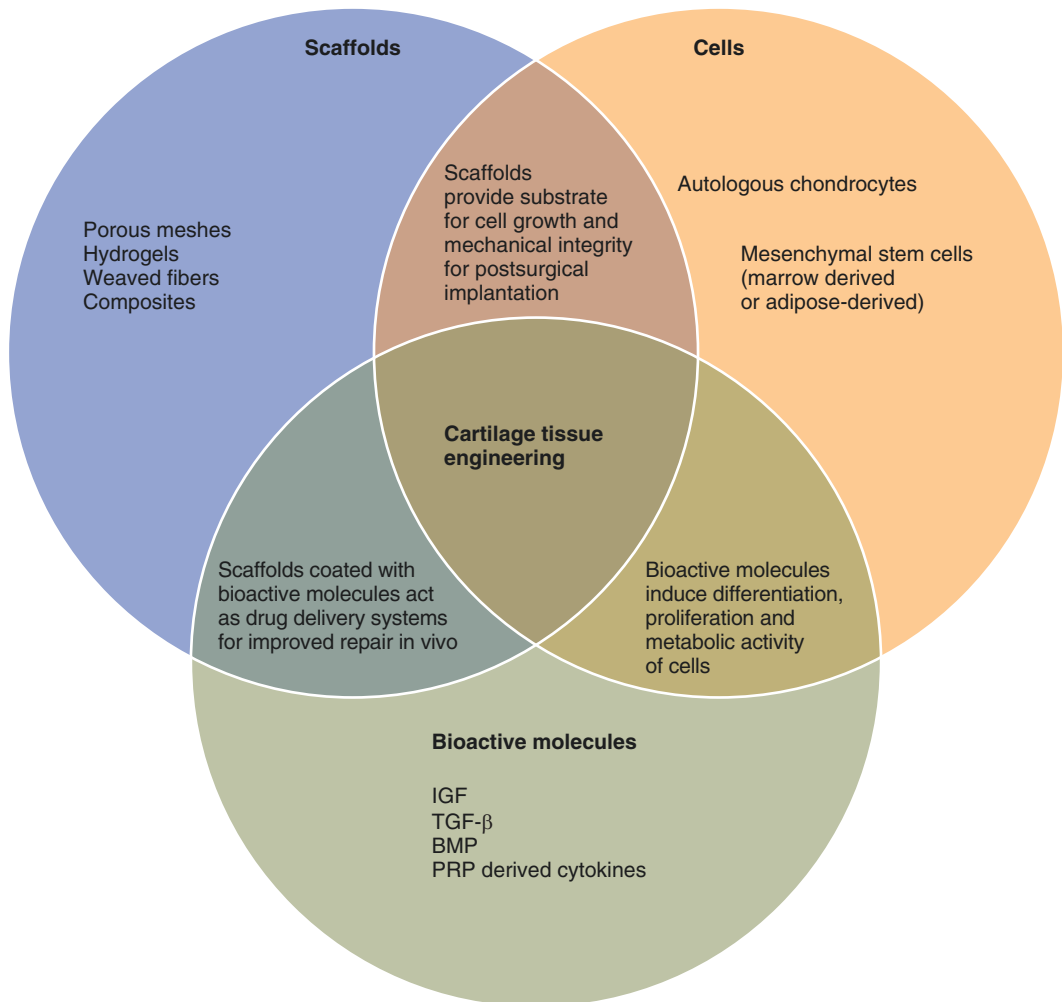 Scaffolds
Cells
Scaffolds
provide substrate
for cell growth and
mechanical integrity
for postsurgical
implantation
Autologous chondrocytes
Porous meshes
Hydrogels
Weaved fibers
Composites
Mesenchymal stem cells
(marrow derived
or adipose-derived)
Cartilage tissue
engineering
Scaffolds coated with
bioactive molecules act
as drug delivery systems
for improved repair in vivo
Bioactive molecules
induce differentiation,
proliferation and
metabolic activity
of cells
Bioactive molecules
IGF
TGF-β
BMP
PRP derived cytokines